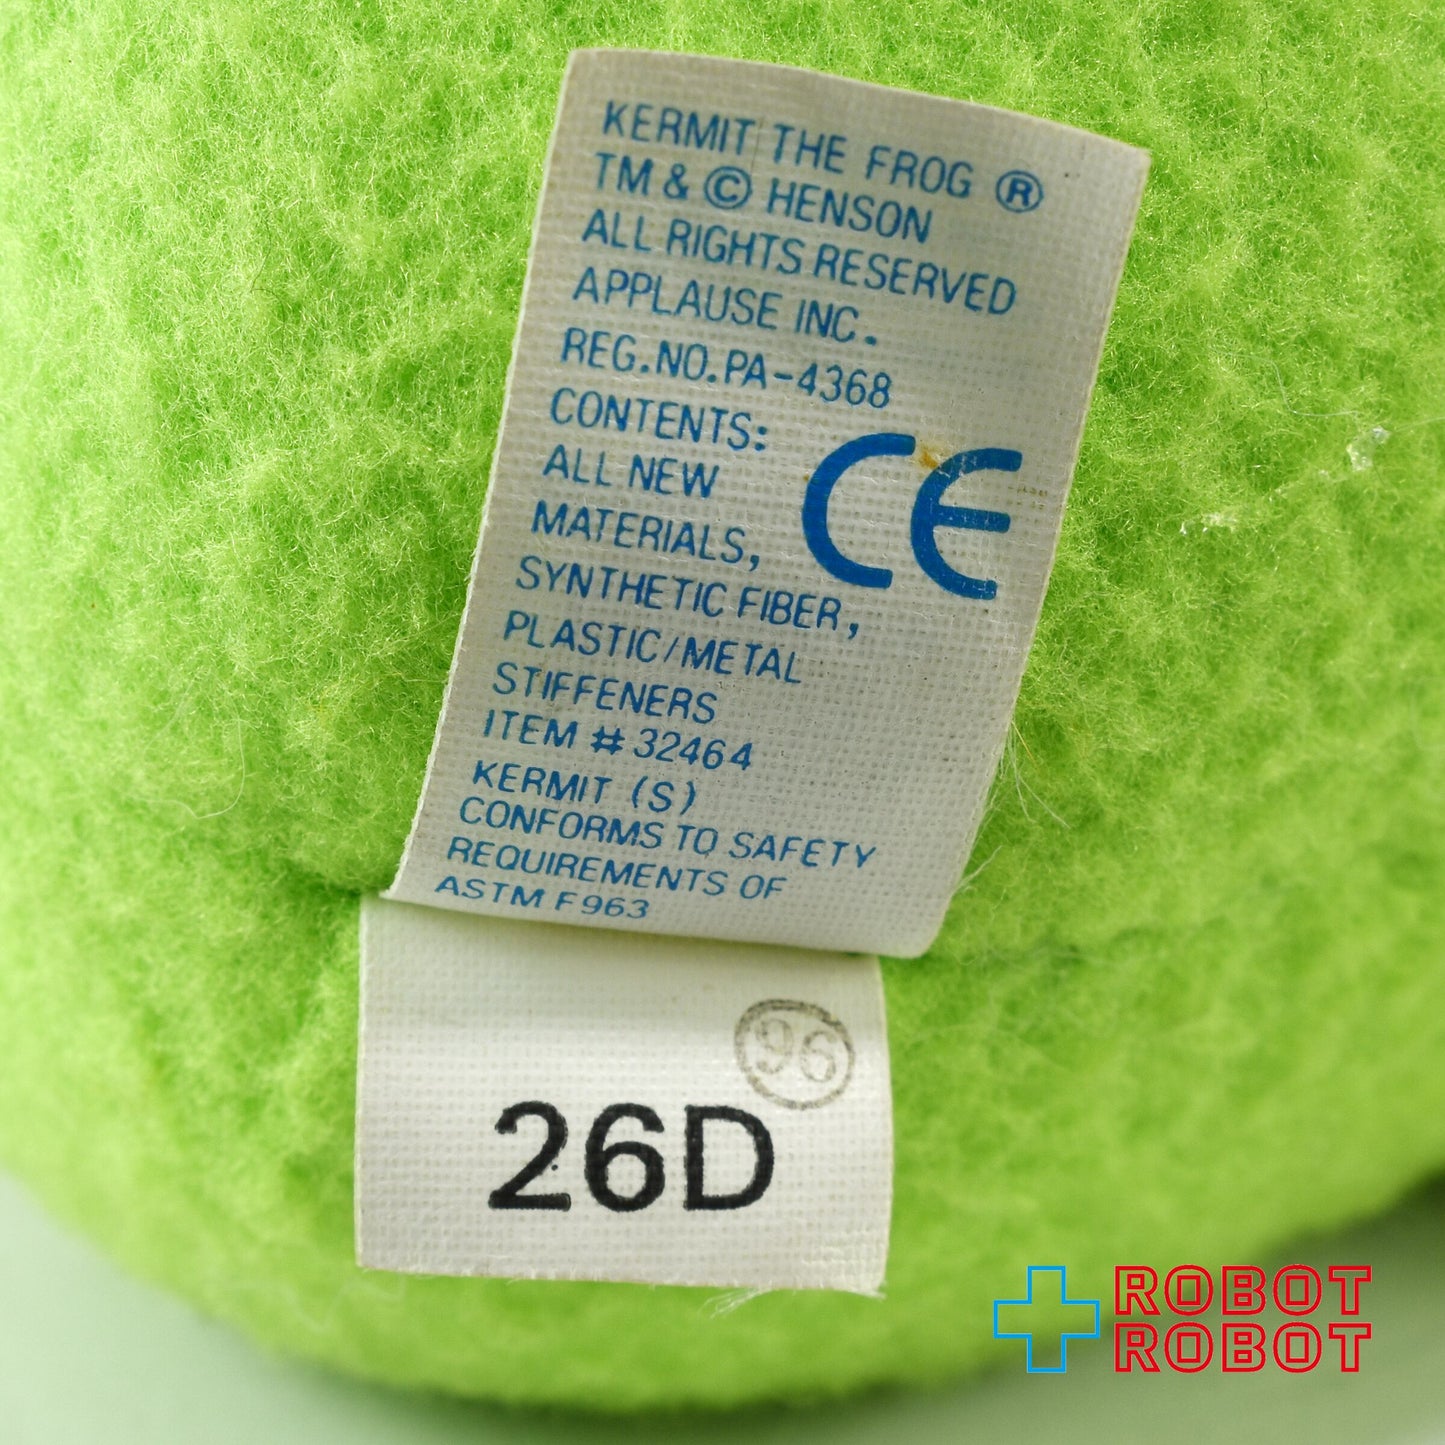 KERMIT THE FROG ®
TM & © HENSON
ALL RIGHTS RESERVED
APPLAUSE INC.
REG.NO.PA-4368
CONTENTS:
ALL NEW
MATERIALS,
SYNTHETIC FIBER,
PLASTIC/METAL
STIFFENERS
ITEM #32464
KERMIT (S)
CONFORMS TO SAFETY
REQUIREMENTS OF
ASTM F963
CE
96
26D
ROBOT
ROBOT